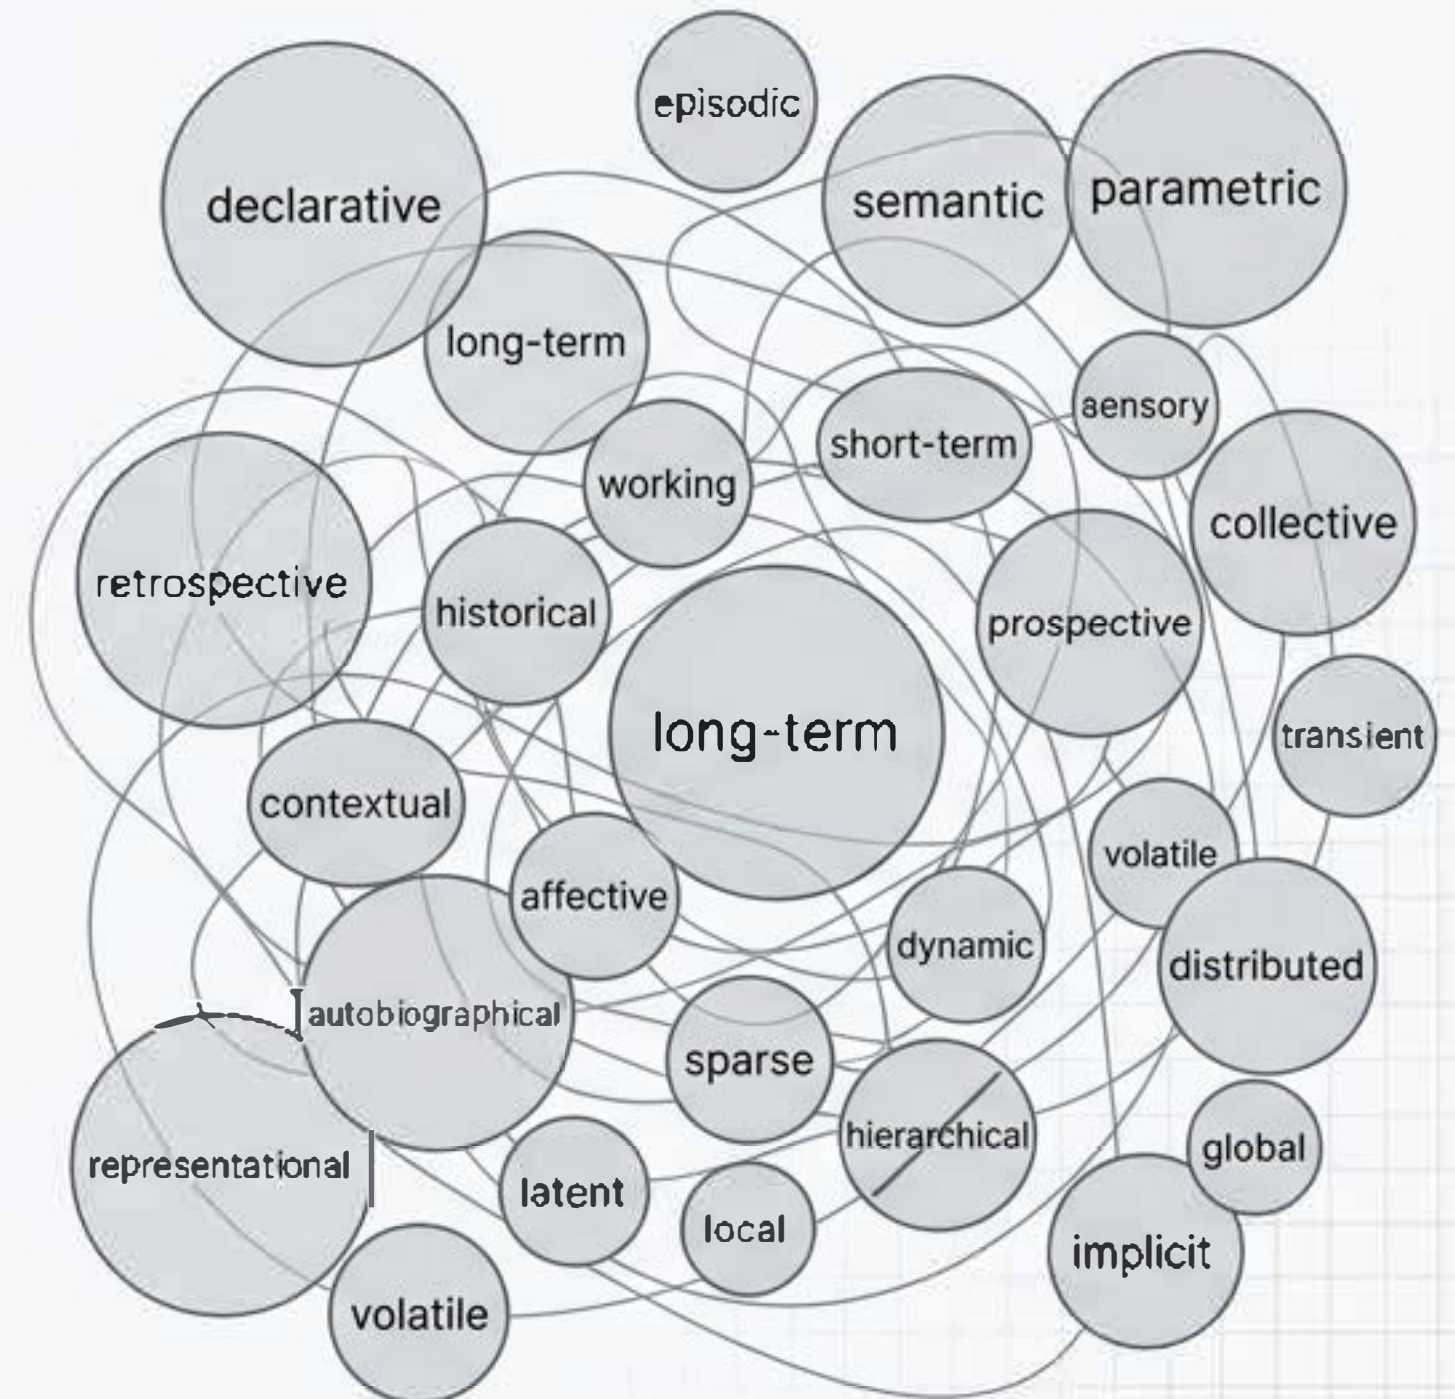 episodic
declarative
semantic
parametric
long-term
aensory
short-term
working
collective
retrospective
historical
prospective
long-term
transient
contextual
volatile
affective
dynamic
distributed
autobiographical
sparse
hierarchical
global
representational
latent
local
implicit
volatile